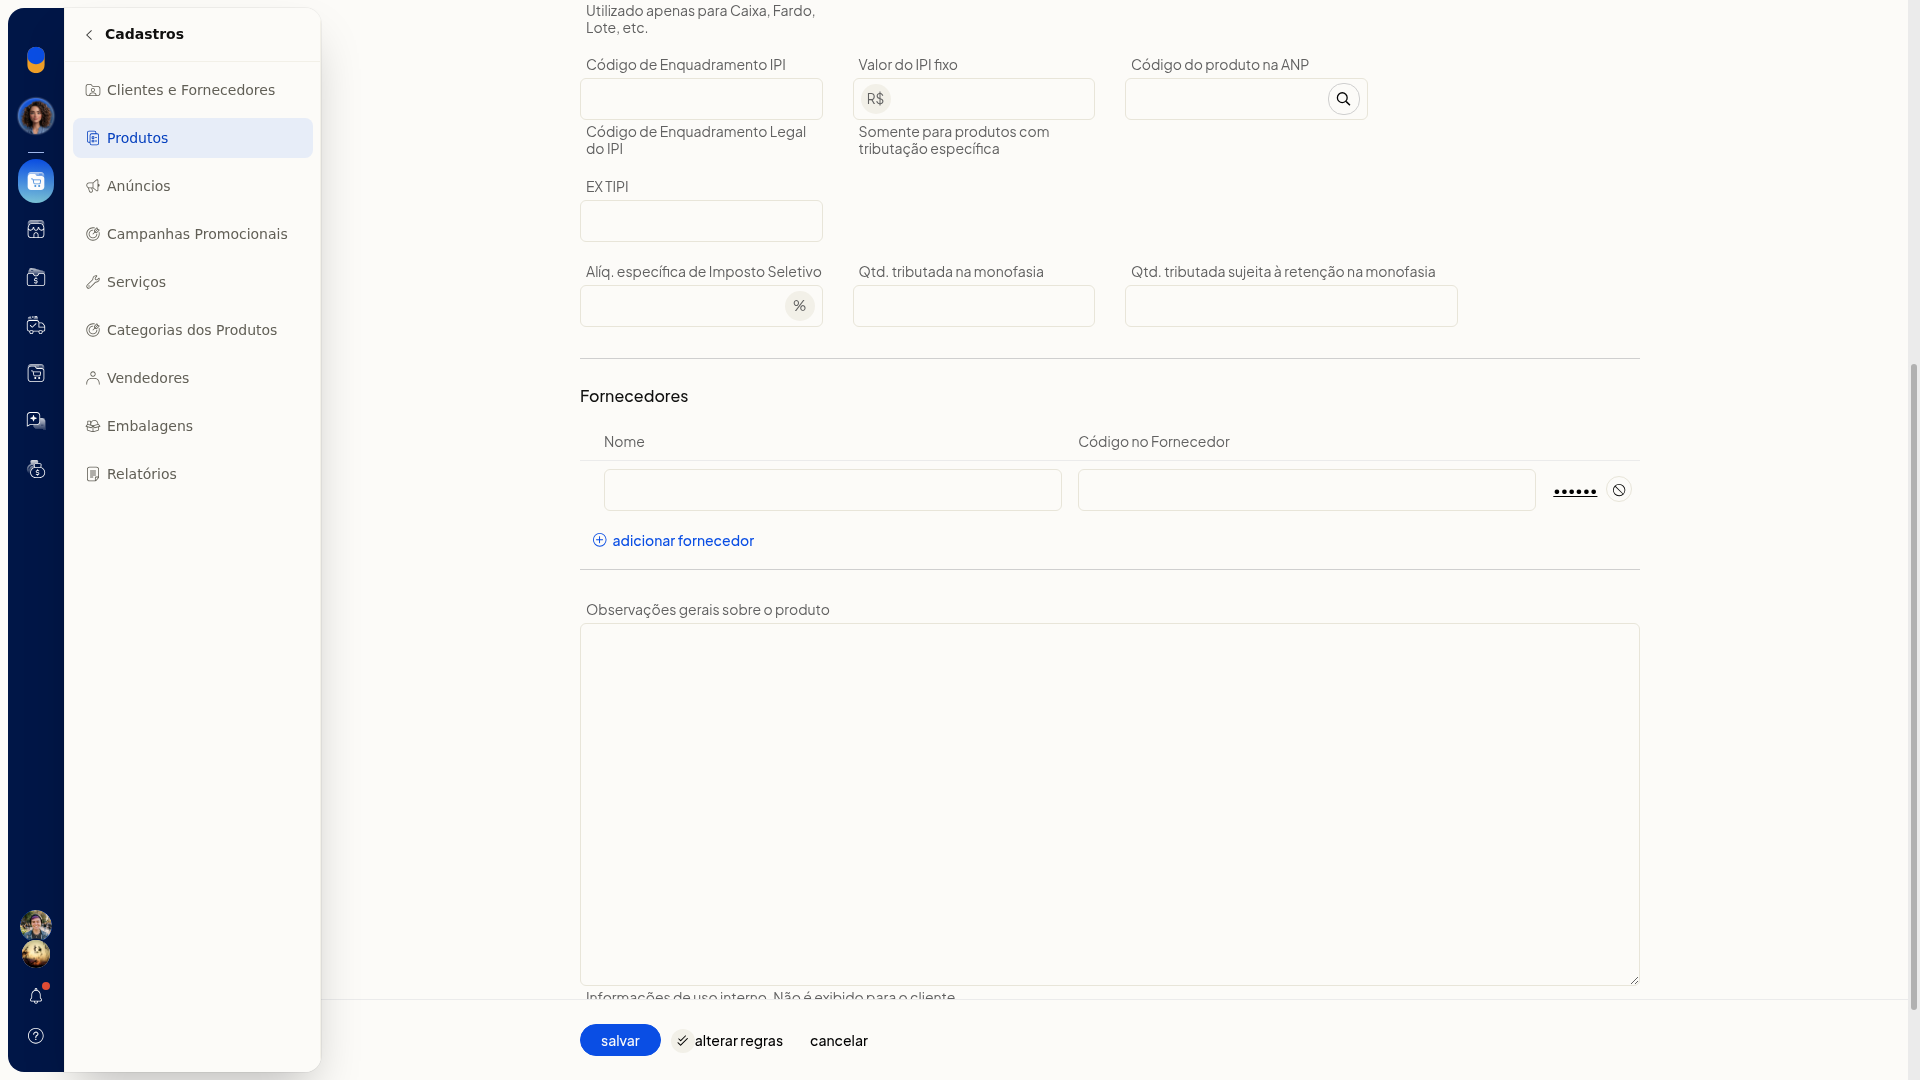 Cadastros
Clientes e Fornecedores
Produtos
Anúncios
Campanhas Promocionais
Serviços
Categorias dos Produtos
Vendedores
Embalagens
Relatórios
Utilizado apenas para Caixa, Fardo,
Lote, etc.
Código de Enquadramento IPI
Valor do IPI fixo
Código do produto na ANP
R$
Código de Enquadramento Legal
do IPI
Somente para produtos com
tributação específica
EX TIPI
Alíq. específica de Imposto Seletivo
Qtd. tributada na monofasia
Qtd. tributada sujeita à retenção na monofasia
%
Fornecedores
Nome
Código no Fornecedor
adicionar fornecedor
Observações gerais sobre o produto
Informações de uso interno. Não é exibido para o cliente
salvar
alterar regras
cancelar